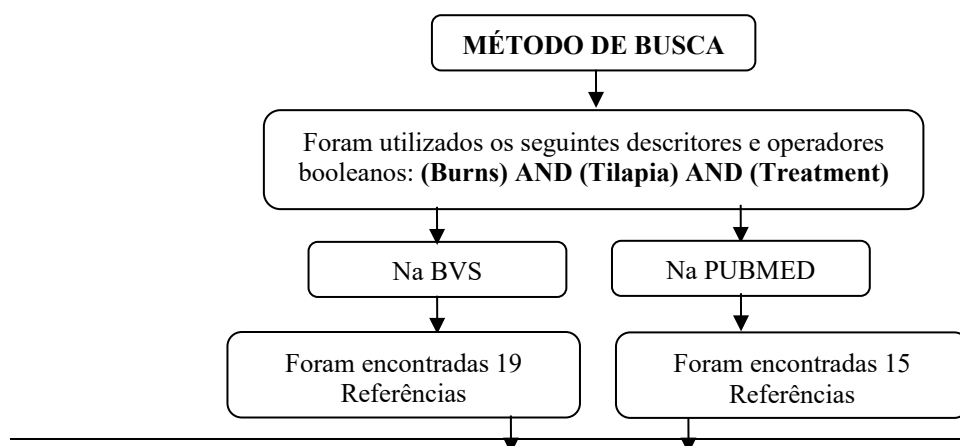 MÉTODO DE BUSCA
Foram utilizados os seguintes descritores e operadores
booleanos: (Burns) AND (Tilapia) AND (Treatment)
Na BVS
Na PUBMED
Foram encontradas 19
Referências
Foram encontradas 15
Referências